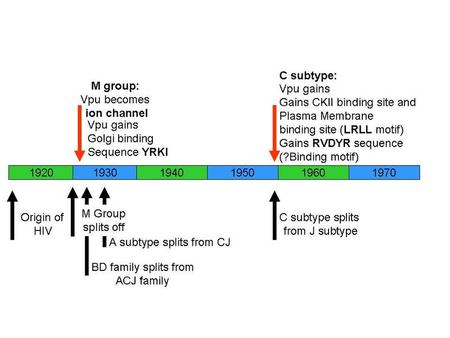 M group:
Vpu becomes
ion channel
Vpu gains
Golgi binding
Sequence YRKI
C subtype:
Vpu gains
Gains CKII binding site and
Plasma Membrane
binding site (LRLL motif)
Gains RVDYR sequence
(?Binding motif)
1920 1930 1940 1950 1960 1970
Origin of
HIV
M Group
splits off
A subtype splits from CJ
BD family splits from
ACJ family
C subtype splits
from J subtype